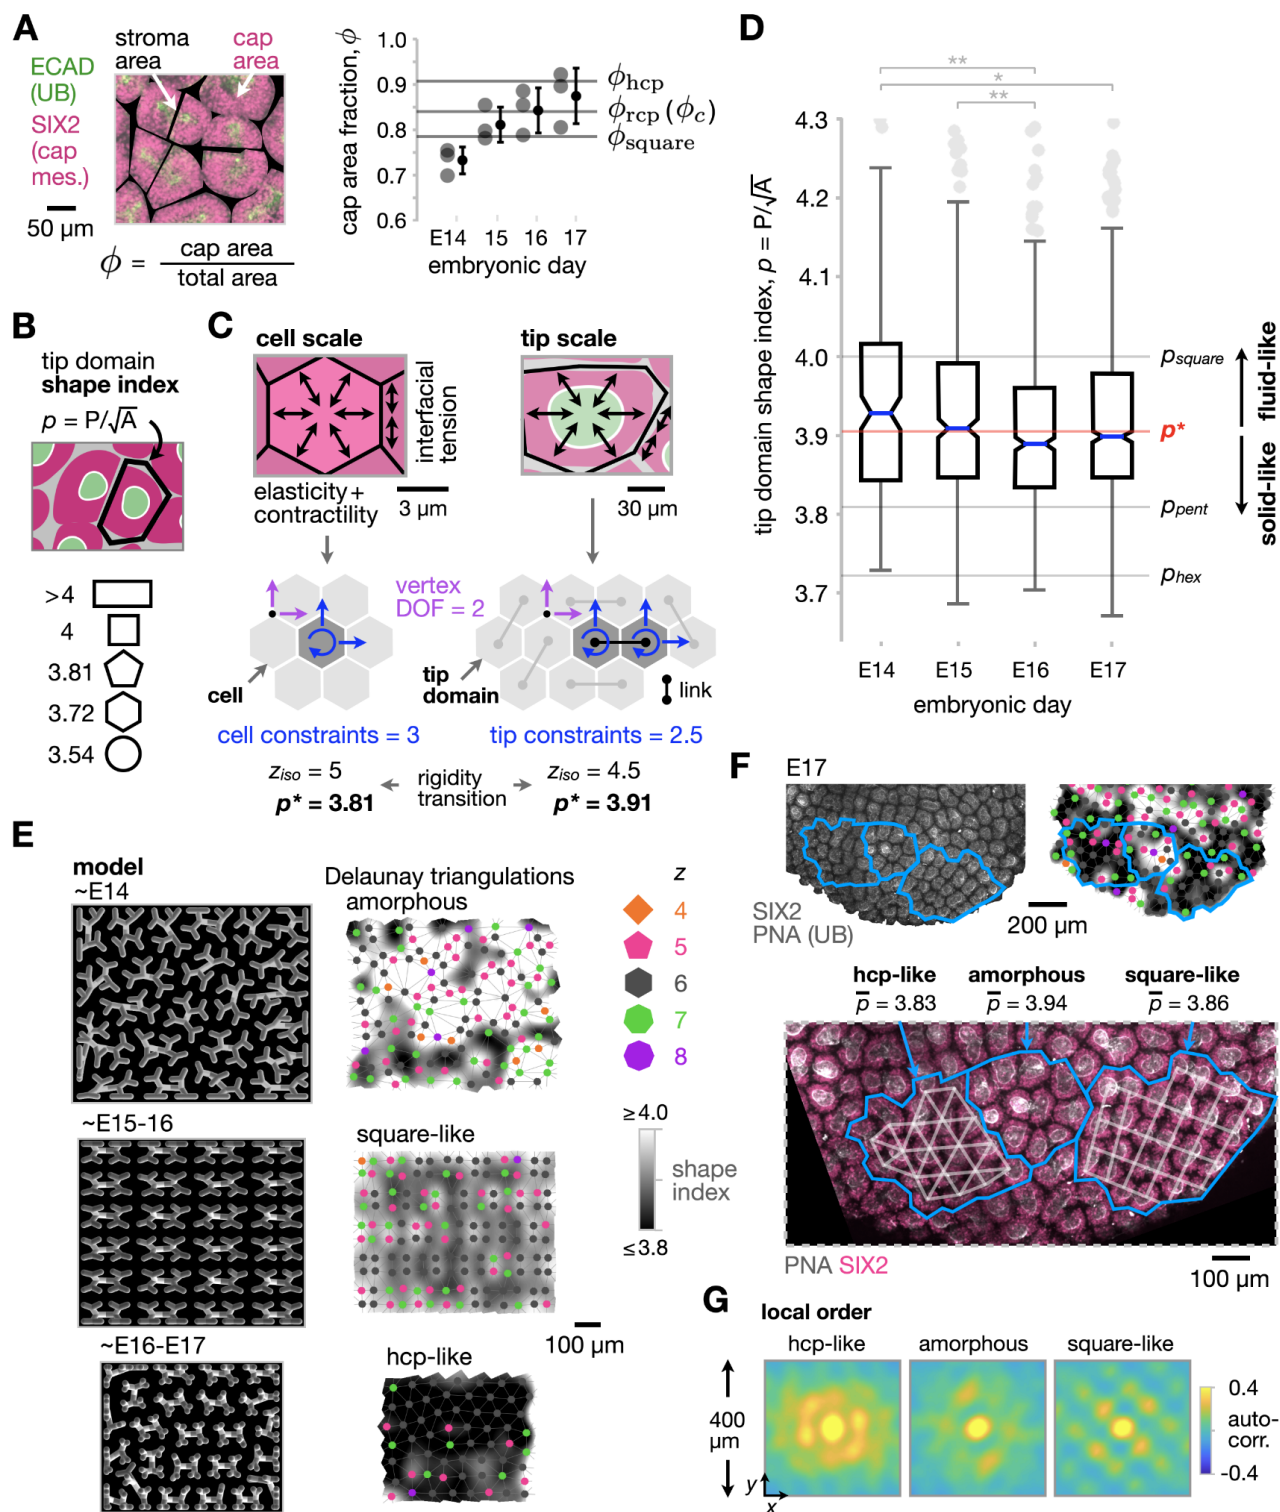 A
stroma
area
cap
area
ECAD
(UB)
SIX2
(cap
mes.)
50 µm
ϕ = cap area
total area
cap area fraction, ϕ
1.0
0.9
0.8
0.7
0.6
ϕhcp
ϕrcp (ϕc)
ϕsquare
E14 15 16 17
embryonic day
B
tip domain
shape index
p = P/√A
>4
4
3.81
3.72
3.54
C
cell scale
tip scale
interfacial
tension
elasticity+
contractility
3 µm
30 µm
vertex
DOF = 2
cell
tip
domain
link
cell constraints = 3
tip constraints = 2.5
ziso = 5
rigidity
transition
ziso = 4.5
p* = 3.81
p* = 3.91
D
**
*
**
tip domain shape index, p = P/√A
4.3
4.2
4.1
4.0
3.9
3.8
3.7
psquare
p*
ppent
phex
fluid-like
solid-like
E14 E15 E16 E17
embryonic day
E
model
~E14
~E15-16
~E16-E17
Delaunay triangulations
amorphous
square-like
hcp-like
z
4
5
6
7
8
≥4.0
shape
index
≤3.8
100 µm
F
E17
SIX2
PNA (UB)
200 µm
hcp-like amorphous square-like
p̄ = 3.83 p̄ = 3.94 p̄ = 3.86
PNA SIX2
100 µm
G
local order
hcp-like amorphous square-like
400
µm
y
x
0.4
auto-
corr.
-0.4